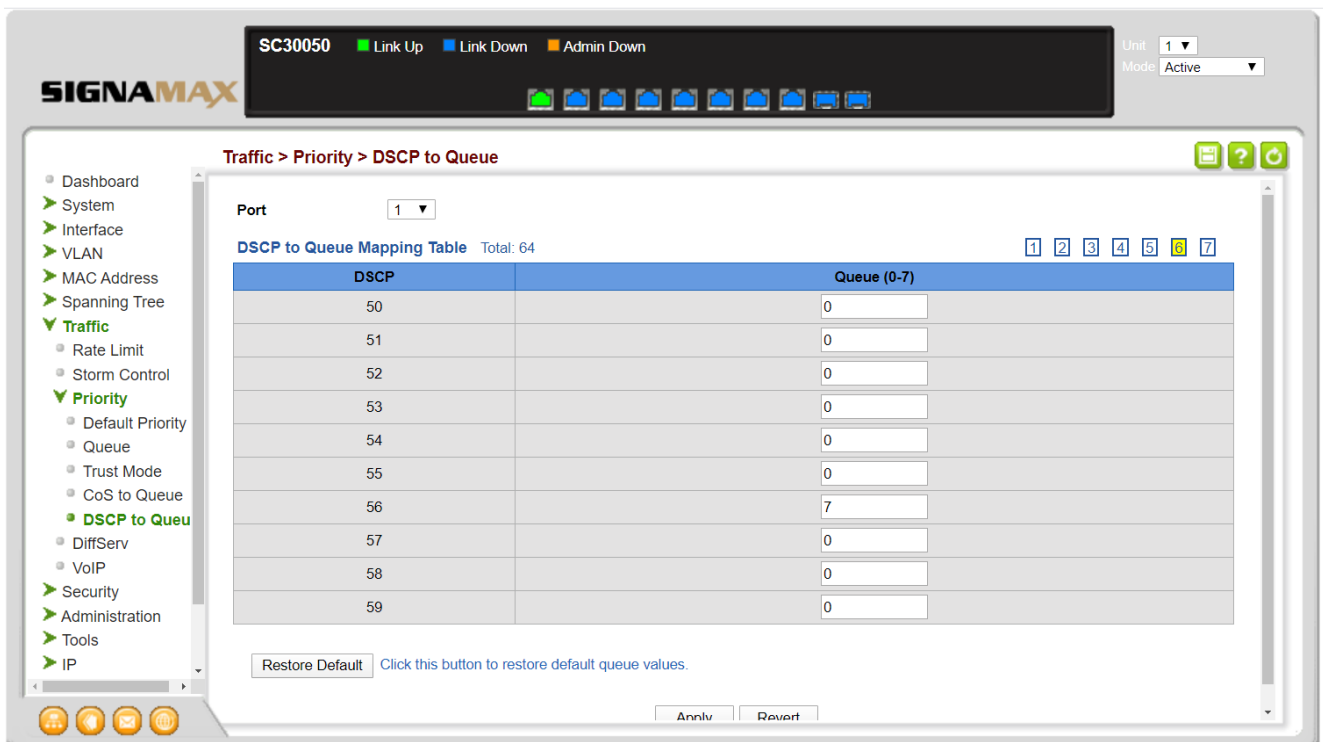 SC30050 Link Up Link Down Admin Down
Unit 1
Mode Active
SIGNAMAX
Traffic > Priority > DSCP to Queue
Dashboard
System
Interface
VLAN
MAC Address
Spanning Tree
Traffic
Rate Limit
Storm Control
Priority
Default Priority
Queue
Trust Mode
CoS to Queue
DSCP to Queu
DiffServ
VoIP
Security
Administration
Tools
IP
Port 1
DSCP to Queue Mapping Table Total: 64 1 2 3 4 5 6 7
DSCP Queue (0-7)
50 0
51 0
52 0
53 0
54 0
55 0
56 7
57 0
58 0
59 0
Restore Default Click this button to restore default queue values.
Apply Revert